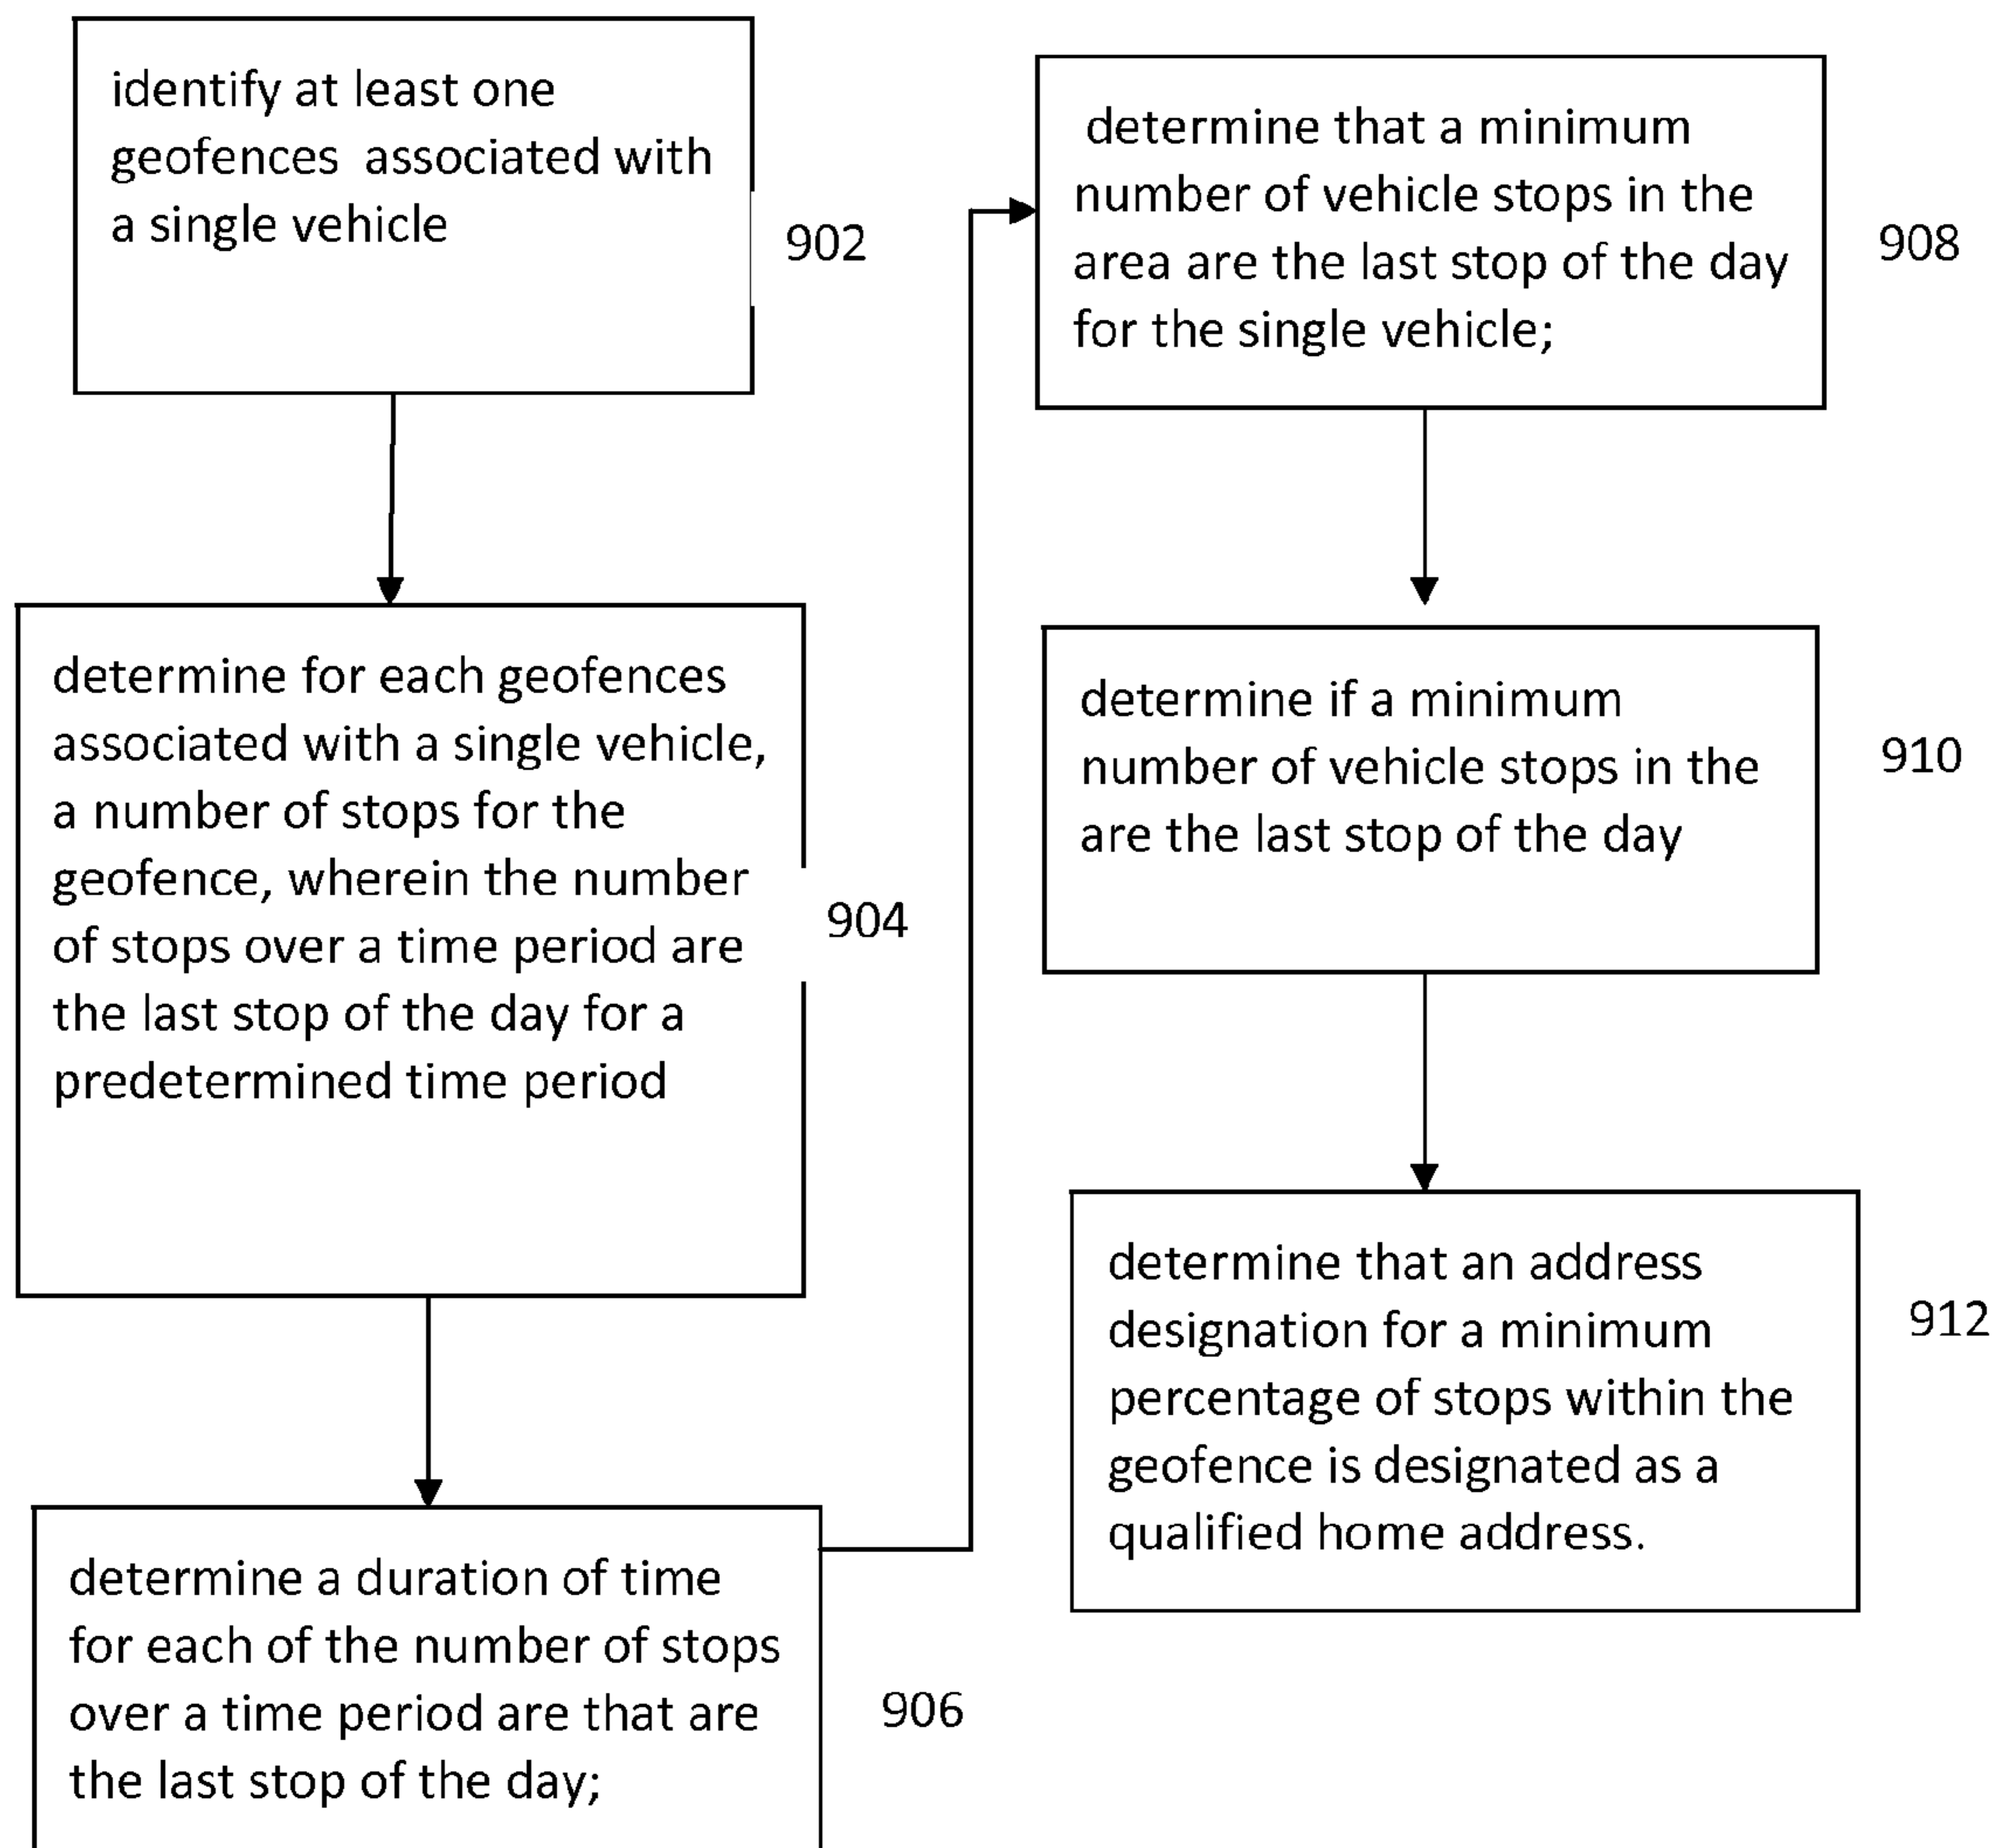 identify at least one
geofences associated with
a single vehicle
902
determine for each geofences
associated with a single vehicle,
a number of stops for the
geofence, wherein the number
of stops over a time period are
the last stop of the day for a
predetermined time period
904
determine a duration of time
for each of the number of stops
over a time period are that are
the last stop of the day;
906
determine that a minimum
number of vehicle stops in the
area are the last stop of the day
for the single vehicle;
908
determine if a minimum
number of vehicle stops in the
are the last stop of the day
910
determine that an address
designation for a minimum
percentage of stops within the
geofence is designated as a
qualified home address.
912